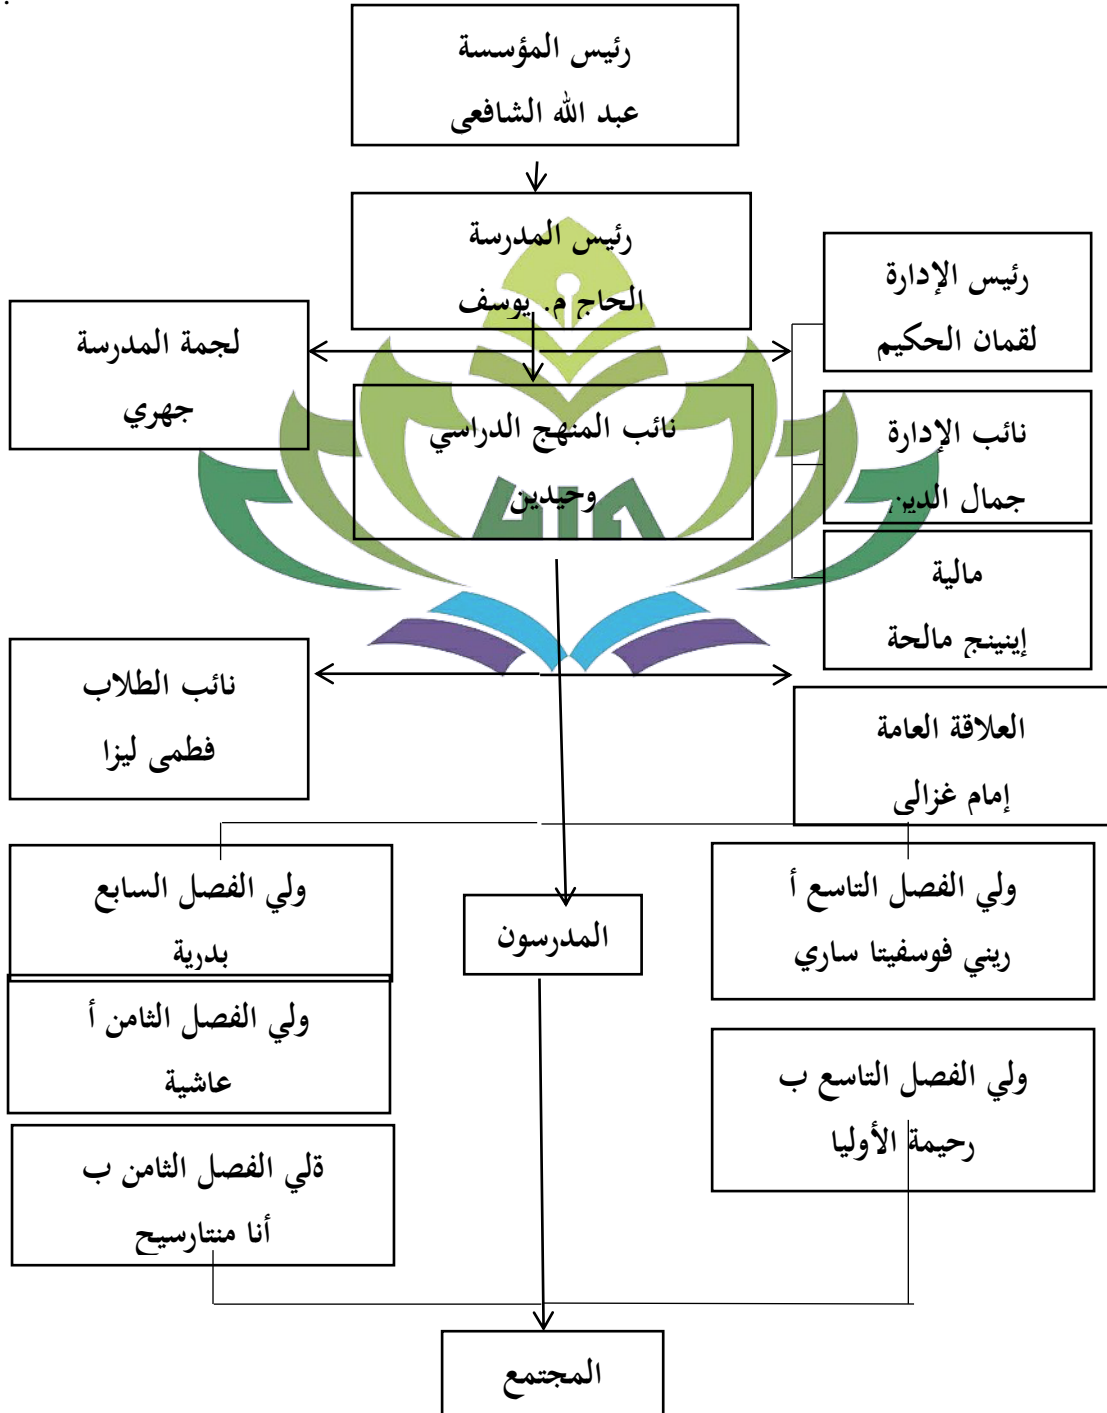 رئيس المؤسسة
عبد الله الشافعى
رئيس المدرسة
الحاج م. يوسف
رئيس الإدارة
لقمان الحكيم
لجمة المدرسة
جهري
نائب المنهج الدراسي
وحيدين
نائب الإدارة
جمال الدين
مالية
إينينج مالحة
نائب الطلاب
فطمى ليزا
العلاقة العامة
إمام غزالى
ولي الفصل السابع
بدرية
المدرسون
ولي الفصل التاسع أ
ريني فوسفيتا ساري
ولي الفصل الثامن أ
عاشية
ولي الفصل التاسع ب
رحيمة الأوليا
ةلي الفصل الثامن ب
أنا منتارسيح
المجتمع